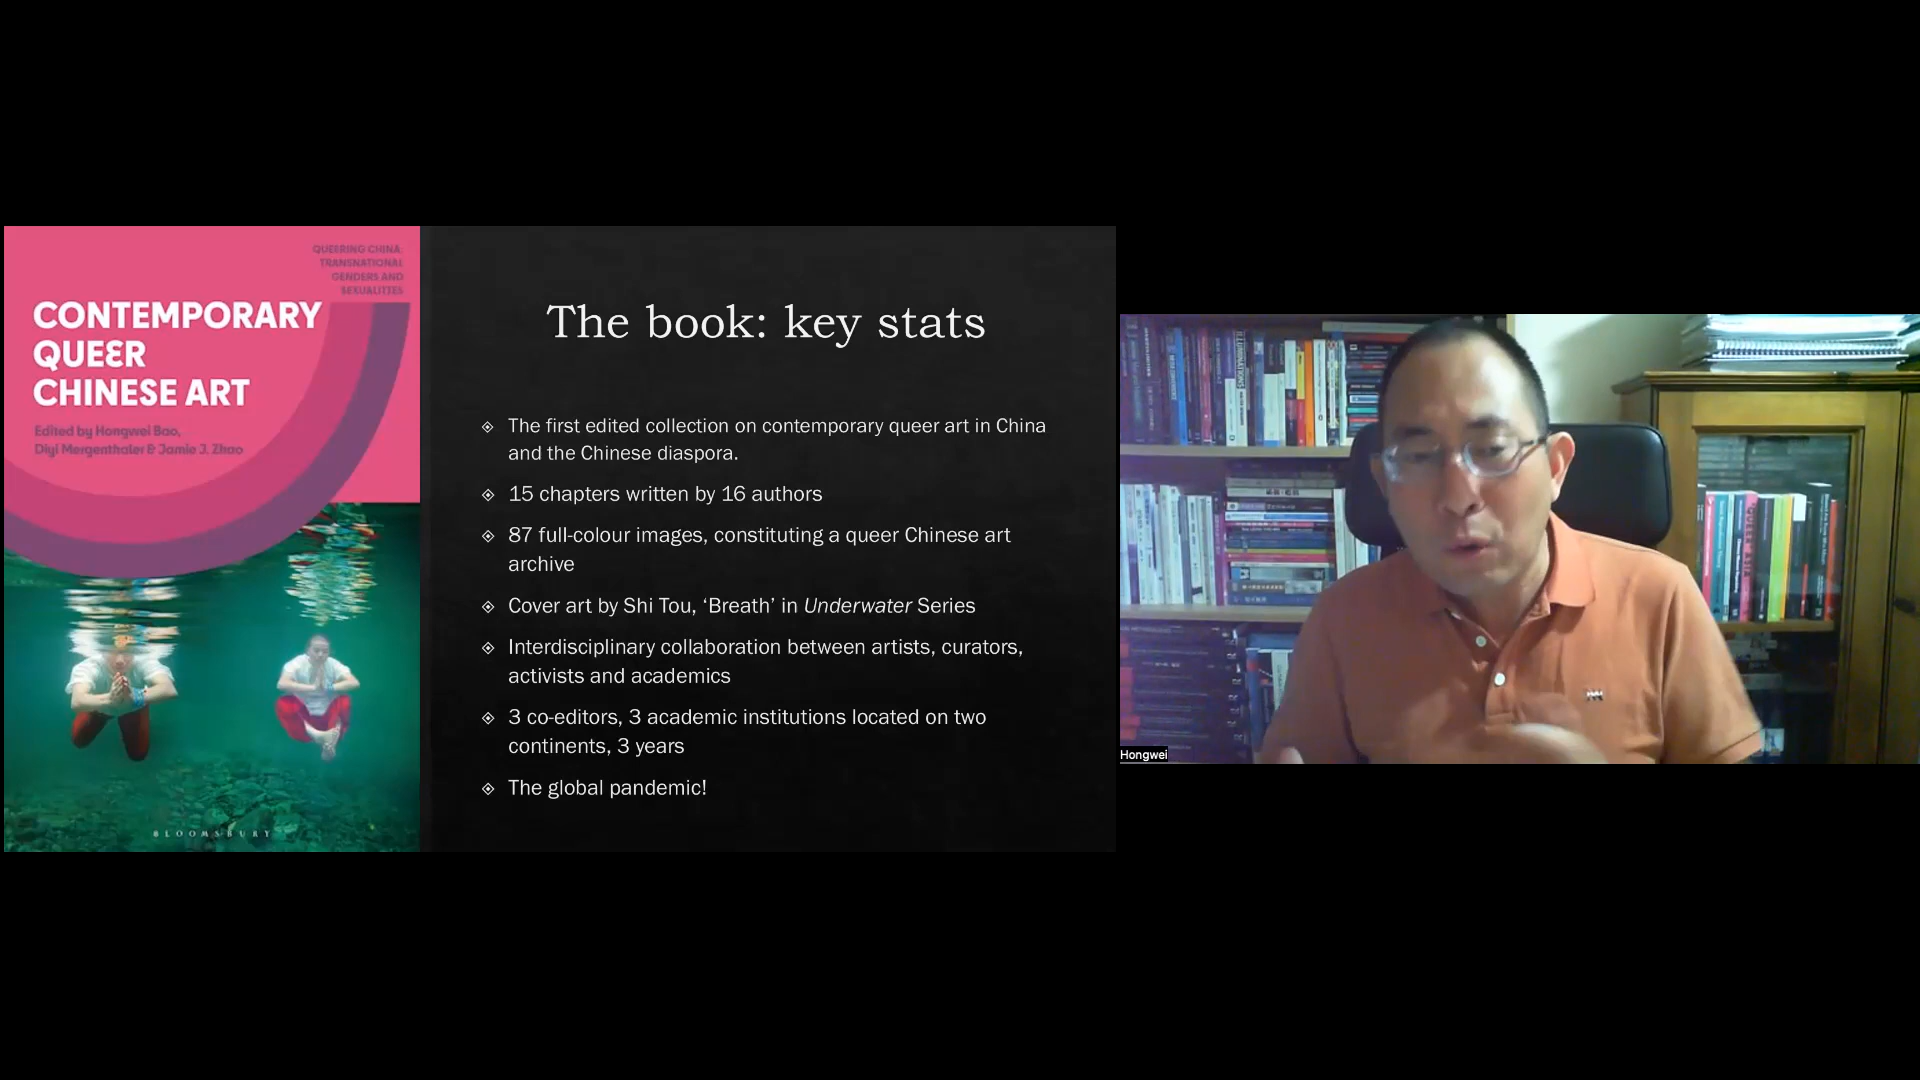 QUEERING CHINA:
TRANSNATIONAL
GENDERS AND
SEXUALITIES
CONTEMPORARY
QUEER
CHINESE ART
Edited by Hongwei Bao,
Diyi Mergenthaler & Jamie J. Zhao
BLOOMSBURY
The book: key stats
The first edited collection on contemporary queer art in China
and the Chinese diaspora.
15 chapters written by 16 authors
87 full-colour images, constituting a queer Chinese art
archive
Cover art by Shi Tou, ‘Breath’ in Underwater Series
Interdisciplinary collaboration between artists, curators,
activists and academics
3 co-editors, 3 academic institutions located on two
continents, 3 years
The global pandemic!
Hongwei